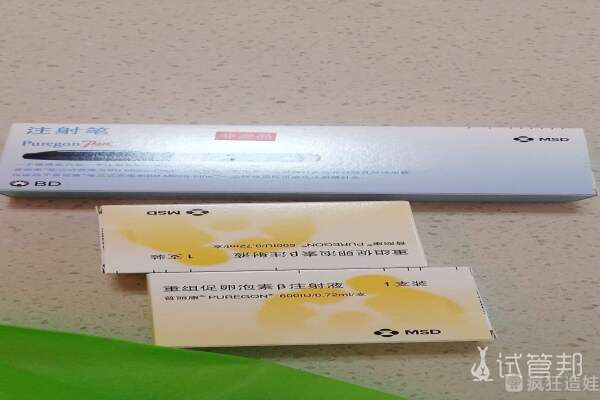 注射笔
非卖品
Puregon Pen
MSD
BD
MSD
普丽康® PUREGON® 600IU/0.72ml/支
重组促卵泡素β注射液
1支装
重组促卵泡素β注射液 1支装
普丽康® PUREGON® 600IU/0.72ml/支
MSD
试管邦
疯狂造娃